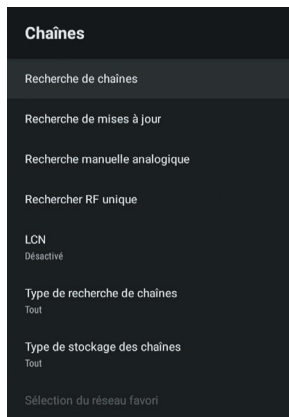 Chaînes
Recherche de chaînes
Recherche de mises à jour
Recherche manuelle analogique
Rechercher RF unique
LCN
Désactivé
Type de recherche de chaînes
Tout
Type de stockage des chaînes
Tout
Sélection du réseau favori